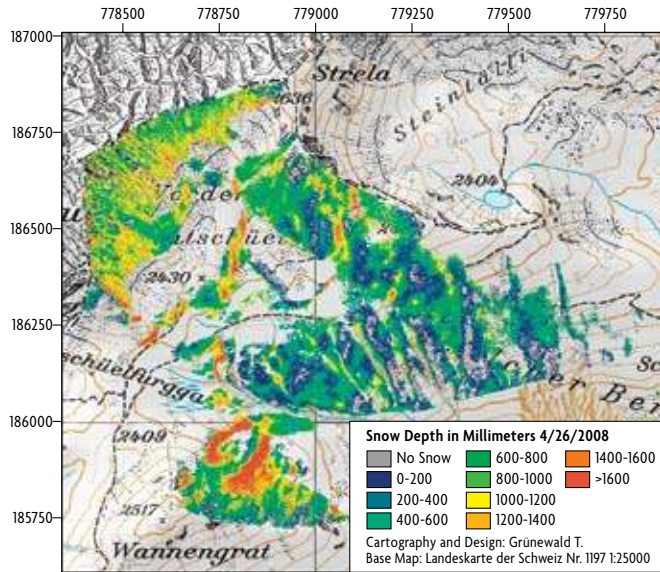 778500 778750 779000 779250 779500 779750
187000
186750
186500
186250
186000
185750
Strela
Steintälli
2404
2430
2409
2517
Wannengrat
Snow Depth in Millimeters 4/26/2008
No Snow 600-800 1400-1600
0-200 800-1000 >1600
200-400 1000-1200
400-600 1200-1400
Cartography and Design: Grünewald T.
Base Map: Landeskarte der Schweiz Nr. 1197 1:25000